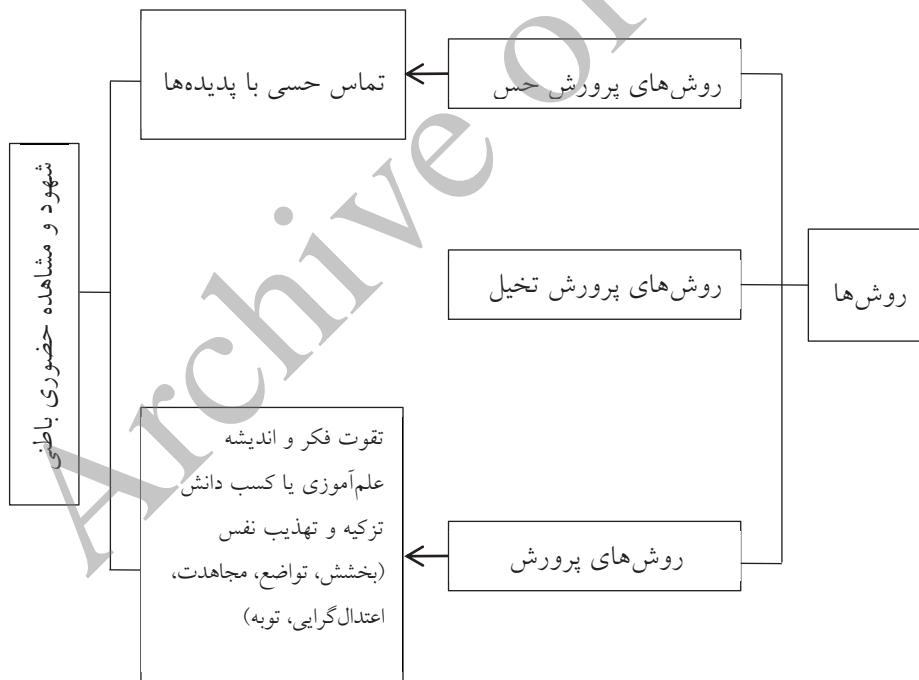 روش‌ها
روش‌های پرورش حس
تماس حسی با پدیده‌ها
روش‌های پرورش تخیل
روش‌های پرورش
تقوت فکر و اندیشه
علم‌آموزی یا کسب دانش
تزکیه و تهذیب نفس
(بخشش، تواضع، مجاهدت،
اعتدال‌گرایی، توبه)
شهود و مشاهده حضوری باطنی
Archive of